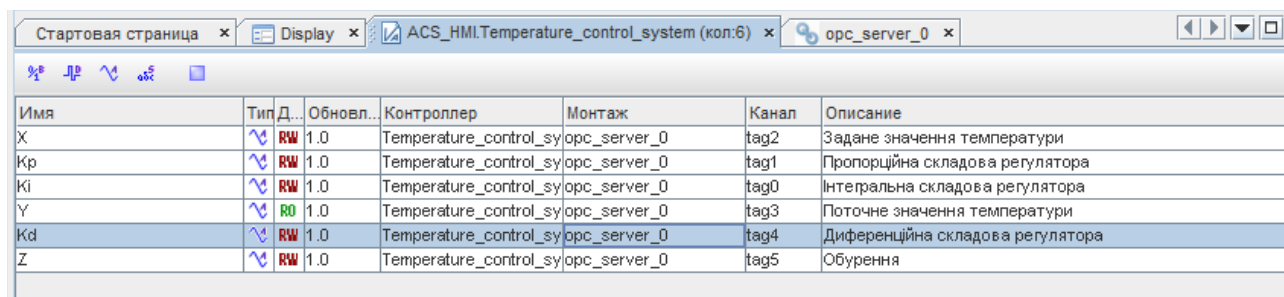 Стартовая страница × Display × ACS_HMI.Temperature_control_system (кол:6) × opc_server_0 ×
Имя Тип Д... Обновл... Контроллер Монтаж Канал Описание
X RW 1.0 Temperature_control_sy opc_server_0 tag2 Задане значення температури
Kp RW 1.0 Temperature_control_sy opc_server_0 tag1 Пропорційна складова регулятора
Ki RW 1.0 Temperature_control_sy opc_server_0 tag0 Інтегральна складова регулятора
Y RO 1.0 Temperature_control_sy opc_server_0 tag3 Поточне значення температури
Kd RW 1.0 Temperature_control_sy opc_server_0 tag4 Диференційна складова регулятора
Z RW 1.0 Temperature_control_sy opc_server_0 tag5 Обурення